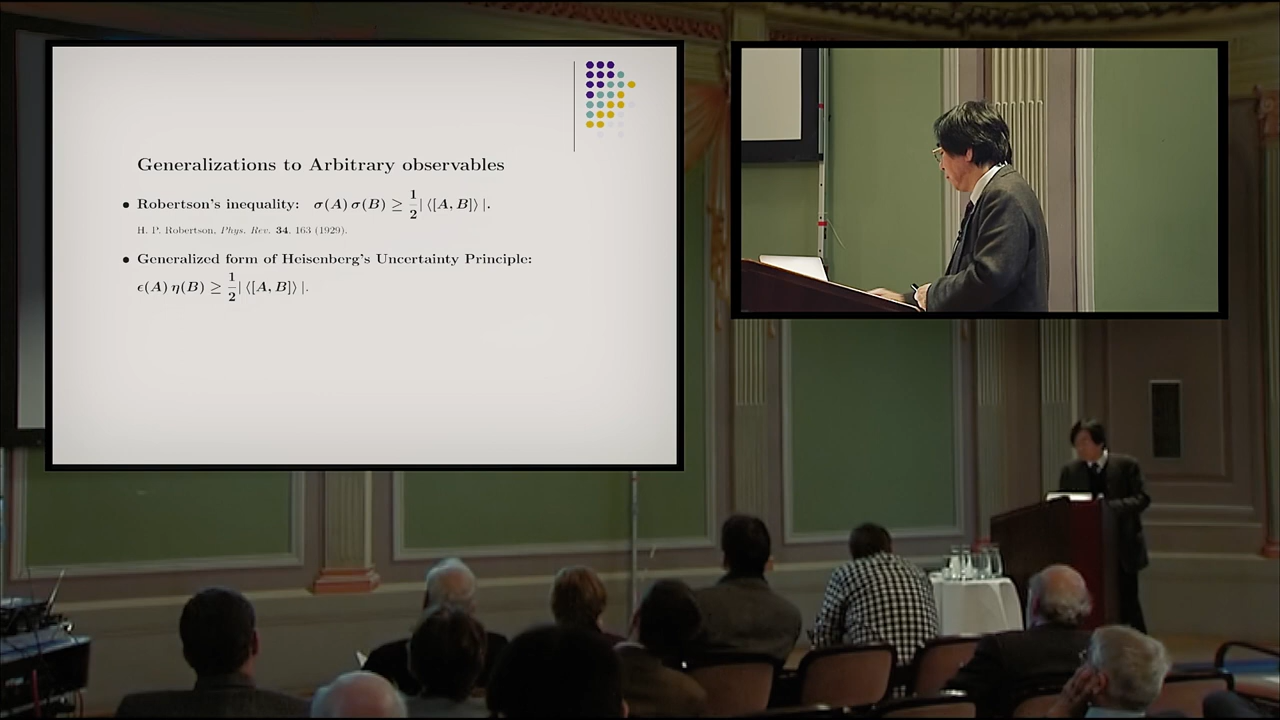 Generalizations to Arbitrary observables
• Robertson's inequality: σ(A) σ(B) ≥ 1/2 | ⟨[A, B]⟩ |.
H. P. Robertson, Phys. Rev. 34, 163 (1929).
• Generalized form of Heisenberg's Uncertainty Principle:
ϵ(A) η(B) ≥ 1/2 | ⟨[A, B]⟩ |.